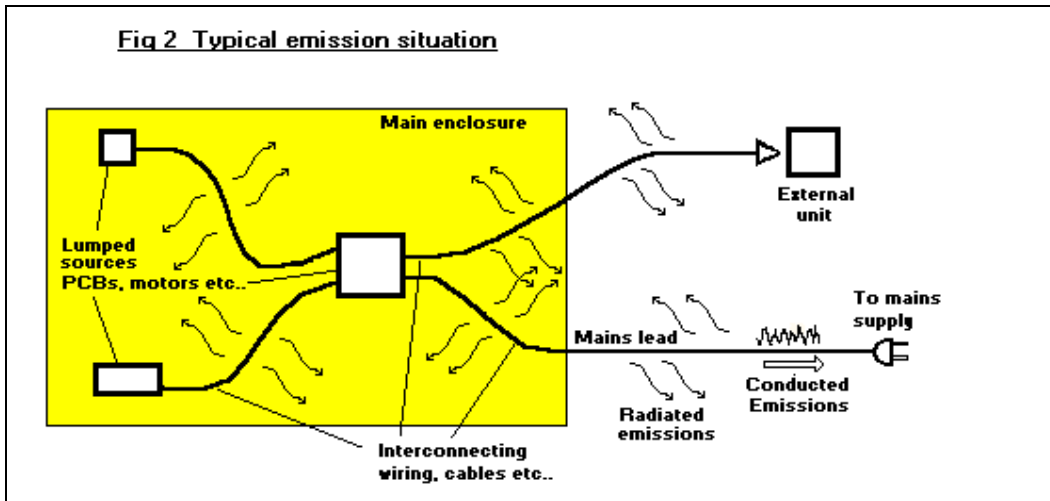 Fig 2 Typical emission situation
Main enclosure
External
unit
Lumped
sources
PCBs, motors etc..
To mains
supply
Mains lead
Conducted
Emissions
Radiated
emissions
Interconnecting
wiring, cables etc..